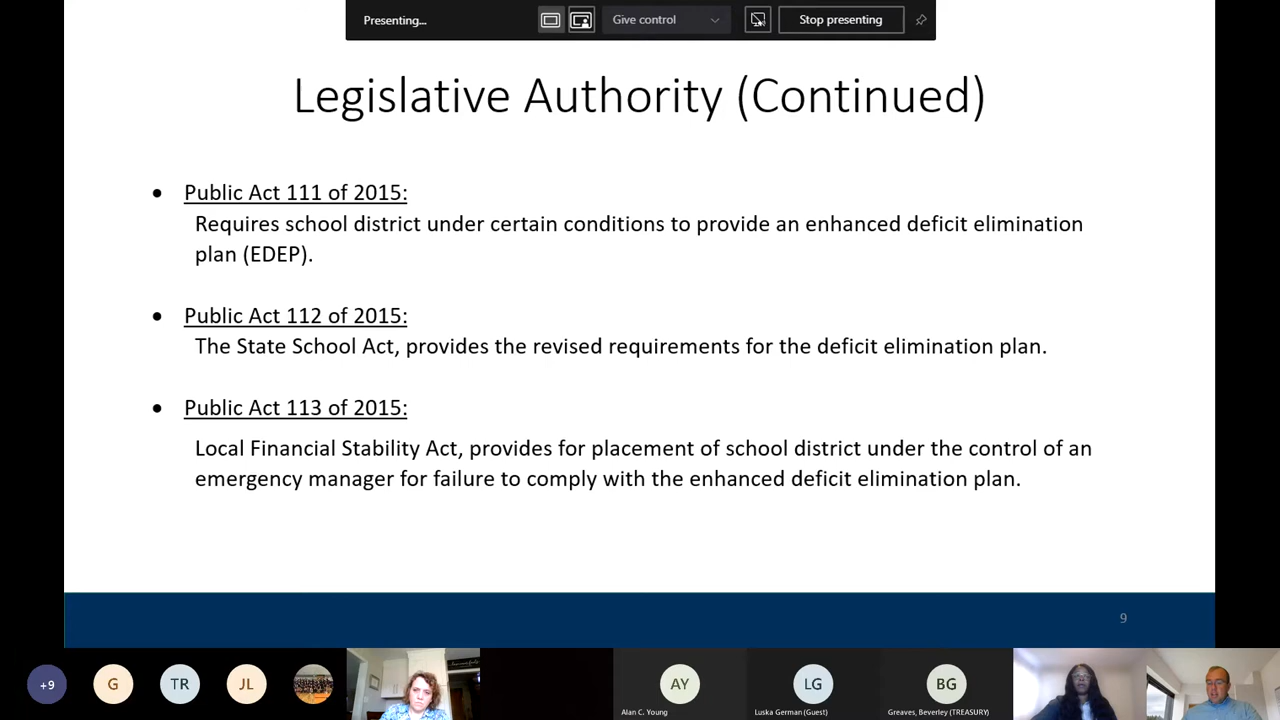 Presenting...
Give control
Stop presenting
Legislative Authority (Continued)
• Public Act 111 of 2015:
Requires school district under certain conditions to provide an enhanced deficit elimination
plan (EDEP).
• Public Act 112 of 2015:
The State School Act, provides the revised requirements for the deficit elimination plan.
• Public Act 113 of 2015:
Local Financial Stability Act, provides for placement of school district under the control of an
emergency manager for failure to comply with the enhanced deficit elimination plan.
9
+9
G
TR
JL
AY
LG
BG
Alan C. Young
Luska German (Guest)
Greaves, Beverley (TREASURY)